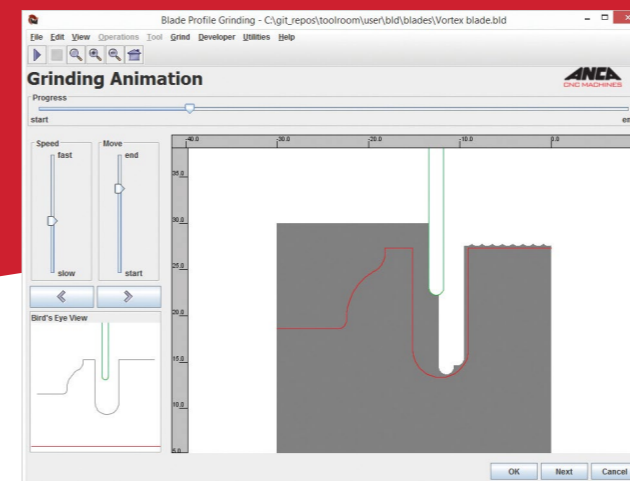 Blade Profile Grinding - C:\git_repos\toolroom\user\bld\blades\Vortex blade.bld
File Edit View Operations Tool Grind Developer Utilities Help
Grinding Animation
ANCA
CNC MACHINES
Progress
start
en
Speed
Move
fast
end
slow
start
Bird's Eye View
-40.0 -30.0 -20.0 -10.0 0.0
35.0
30.0
25.0
20.0
15.0
10.0
5.0
OK Next Cancel